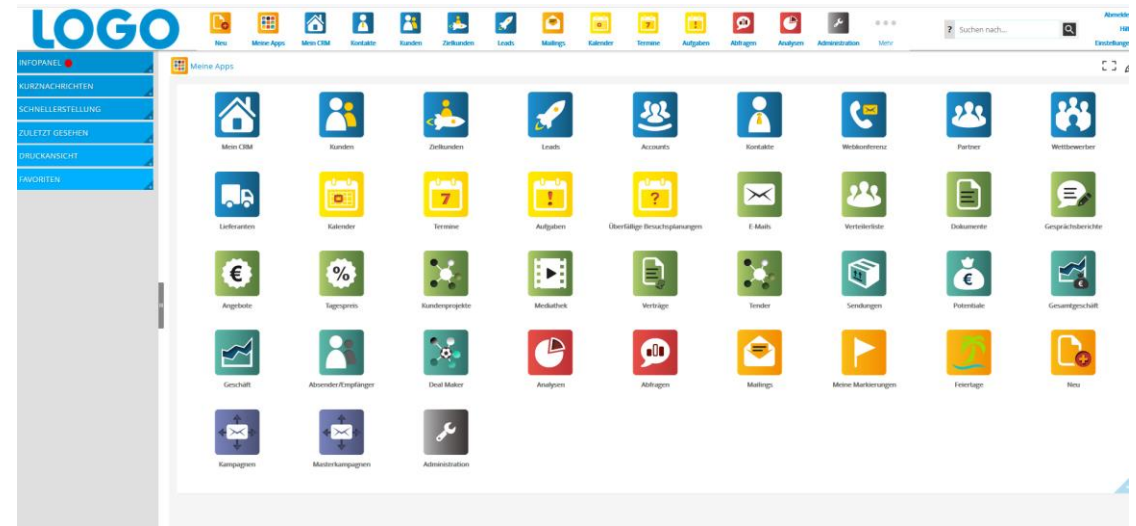 LOGO
Neu Meine Apps Mein CRM Kontakte Kunden Zielkunden Leads Mailings Kalender Termine Aufgaben Abfragen Analysen Administration Mehr
? Suchen nach...
Abmelden
Hilfe
Einstellungen
INFOPANEL
KURZNACHRICHTEN
SCHNELLERSTELLUNG
ZULETZT GESEHEN
DRUCKANSICHT
FAVORITEN
Meine Apps
Mein CRM Kunden Zielkunden Leads Accounts Kontakte Webkonferenz Partner Wettbewerber
Lieferanten Kalender Termine Aufgaben Überfällige Besuchsplanungen E-Mails Verteilerliste Dokumente Gesprächsberichte
Angebote Tagespreis Kundenprojekte Mediathek Verträge Tender Sendungen Potentiale Gesamtgeschäft
Geschäft Absender/Empfänger Deal Maker Analysen Abfragen Mailings Meine Markierungen Feiertage Neu
Kampagnen Masterkampagnen Administration